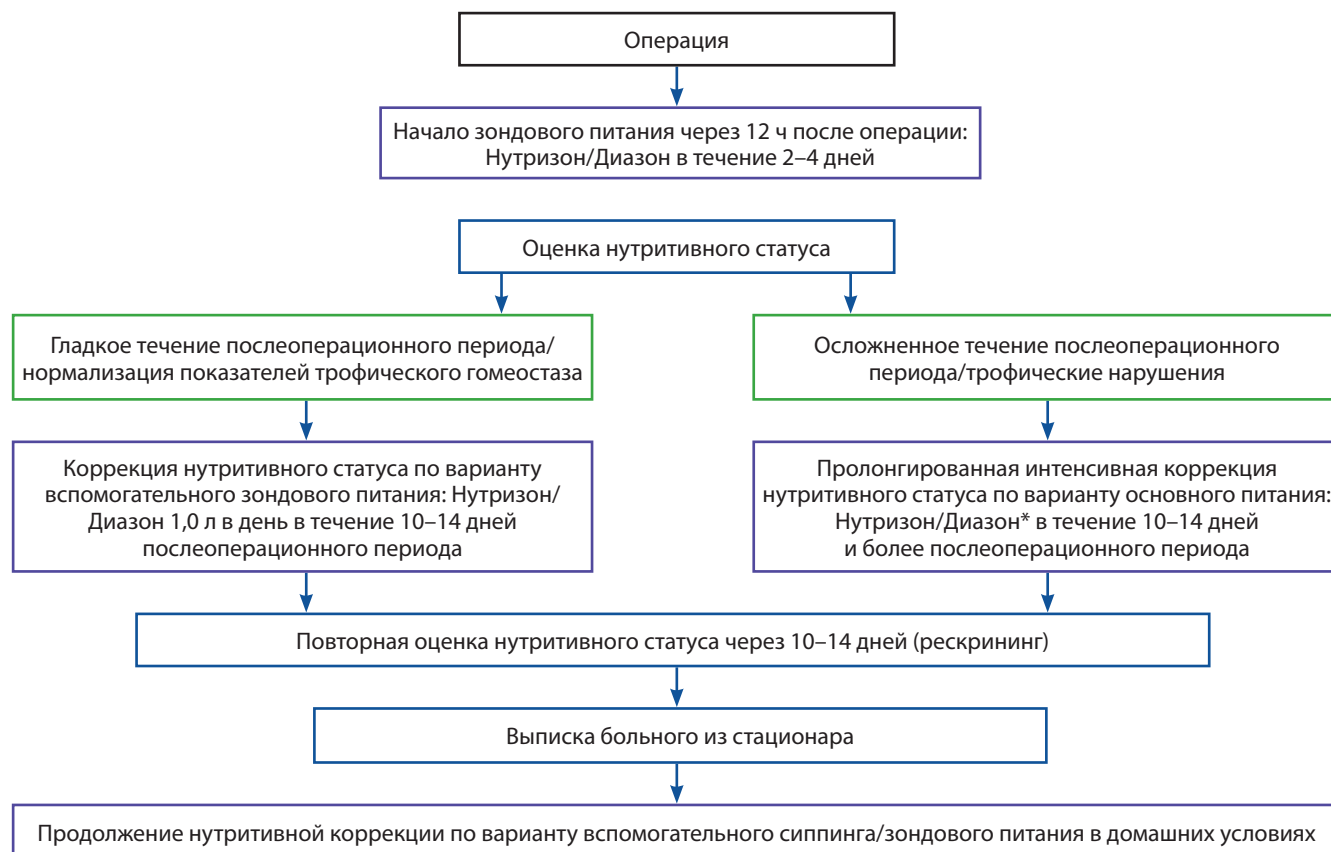 Операция
Начало зондового питания через 12 ч после операции:
Нутризон/Диазон в течение 2–4 дней
Оценка нутритивного статуса
Гладкое течение послеоперационного периода/
нормализация показателей трофического гомеостаза
Осложненное течение послеоперационного
периода/трофические нарушения
Коррекция нутритивного статуса по варианту
вспомогательного зондового питания: Нутризон/
Диазон 1,0 л в день в течение 10–14 дней
послеоперационного периода
Пролонгированная интенсивная коррекция
нутритивного статуса по варианту основного питания:
Нутризон/Диазон* в течение 10–14 дней
и более послеоперационного периода
Повторная оценка нутритивного статуса через 10–14 дней (рескрининг)
Выписка больного из стационара
Продолжение нутритивной коррекции по варианту вспомогательного сиппинга/зондового питания в домашних условиях